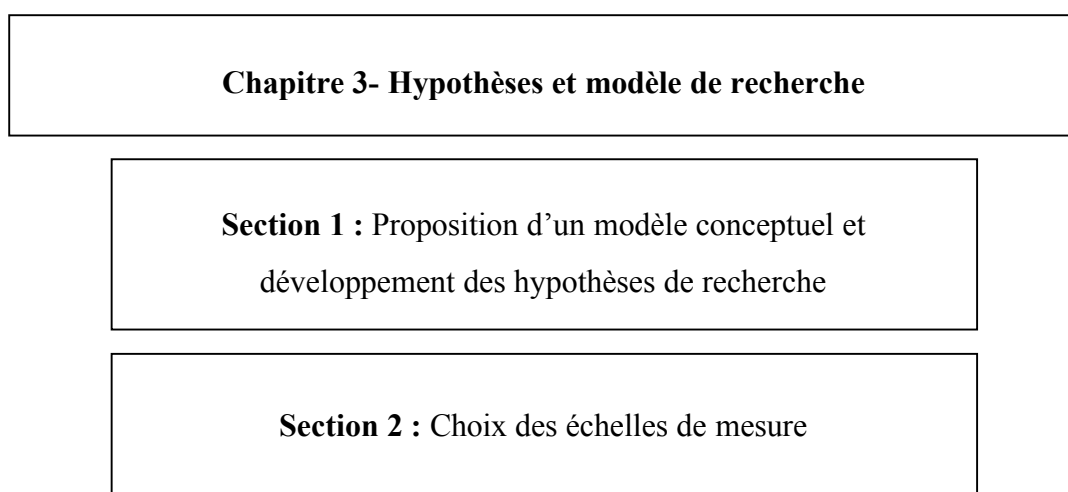 Chapitre 3- Hypothèses et modèle de recherche
Section 1 : Proposition d’un modèle conceptuel et
développement des hypothèses de recherche
Section 2 : Choix des échelles de mesure